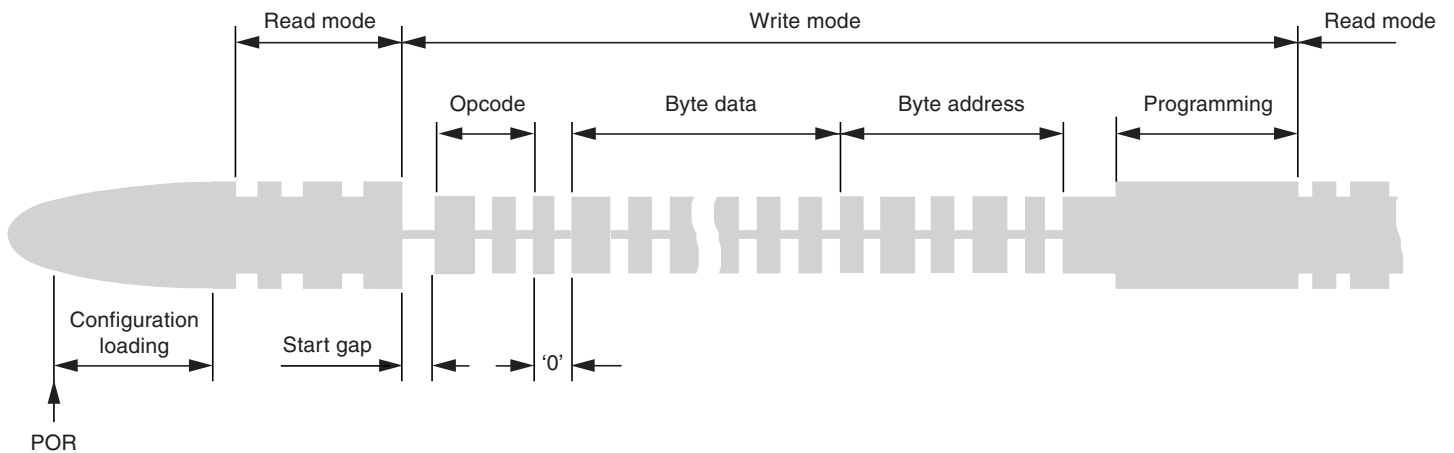 Read mode
Write mode
Read mode
Opcode
Byte data
Byte address
Programming
Configuration
loading
Start gap
‘0’
POR